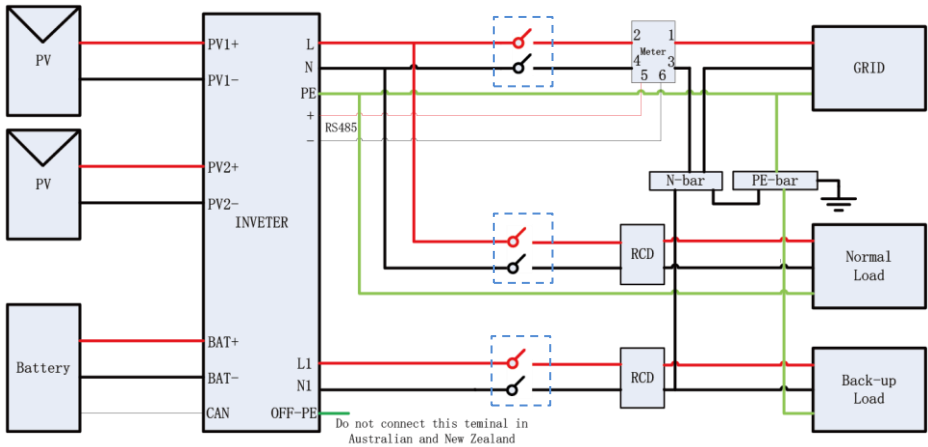 PV
PV1+
PV1-
PV
PV2+
PV2-
INVETER
Battery
BAT+
BAT-
CAN
L
N
PE
+
RS485
-
L1
N1
OFF-PE
Do not connect this teminal in
Australian and New Zealand
2 1
Meter
4 3
5 6
GRID
N-bar
PE-bar
RCD
Normal
Load
RCD
Back-up
Load